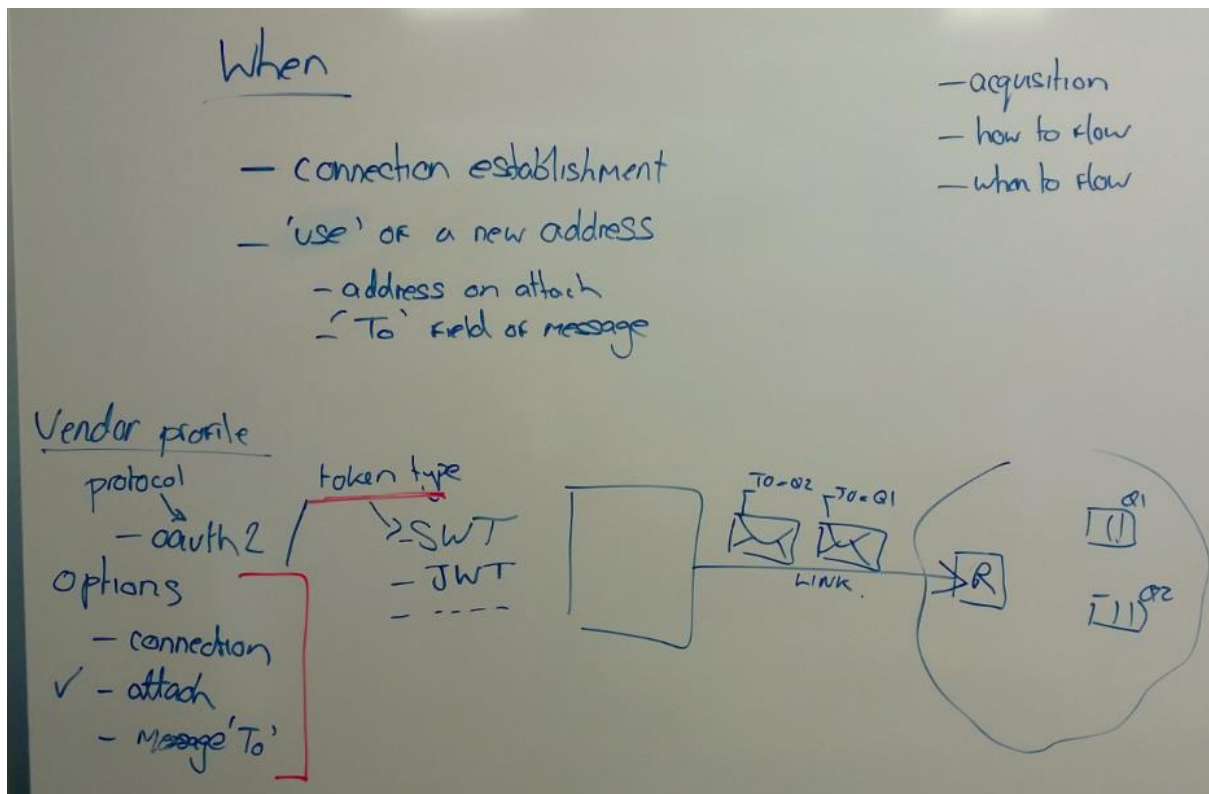 When
- connection establishment
- 'use' of a new address
- address on attach
- 'To' field of message
- acquisition
- how to flow
- when to flow
Vendor profile
protocol
- oauth2
Options
- connection
✓ - attach
- Message 'To'
token type
- SWT
- JWT
- ----
TO=Q2
TO=Q1
LINK.
R
Q1
Q2